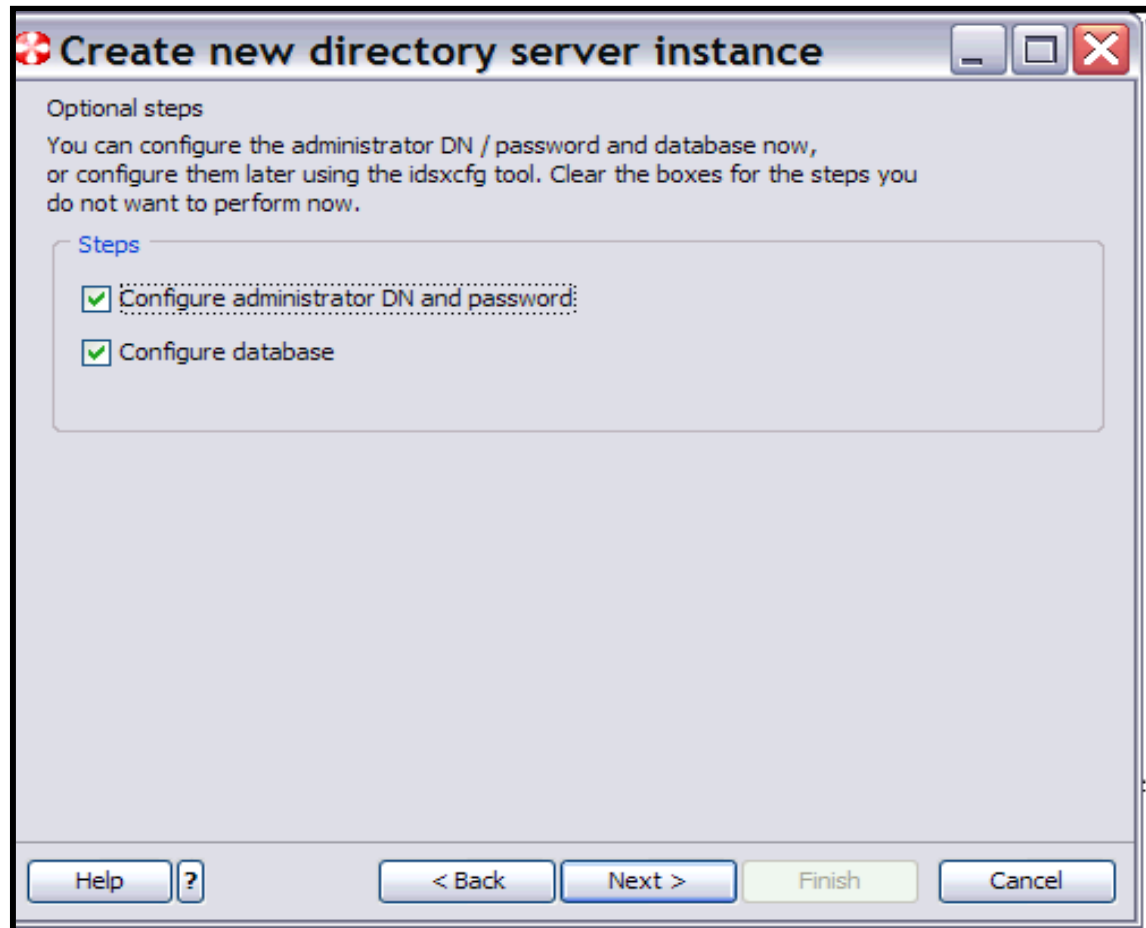 Create new directory server instance
Optional steps
You can configure the administrator DN / password and database now,
or configure them later using the idsxcfg tool. Clear the boxes for the steps you
do not want to perform now.
Steps
Configure administrator DN and password
Configure database
Help ? < Back Next > Finish Cancel